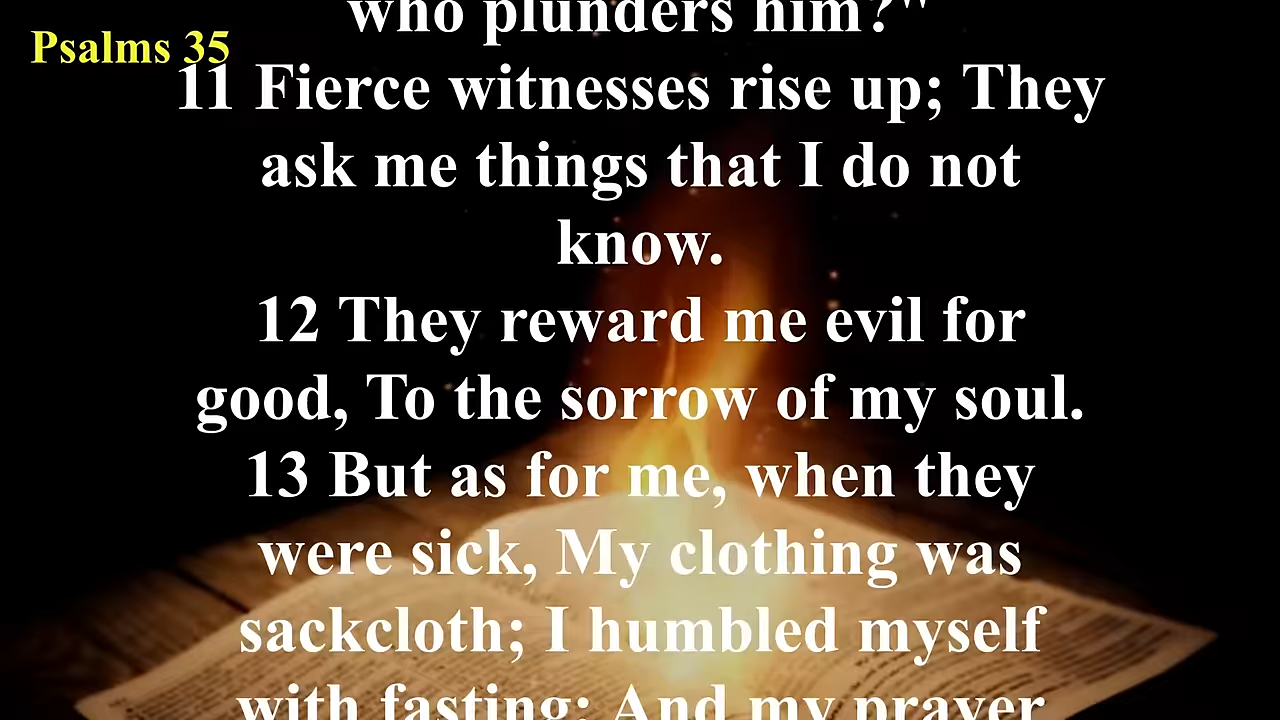 who plunders him?"
Psalms 35
11 Fierce witnesses rise up; They
ask me things that I do not
know.
12 They reward me evil for
good, To the sorrow of my soul.
13 But as for me, when they
were sick, My clothing was
sackcloth; I humbled myself
with fasting; And my prayer